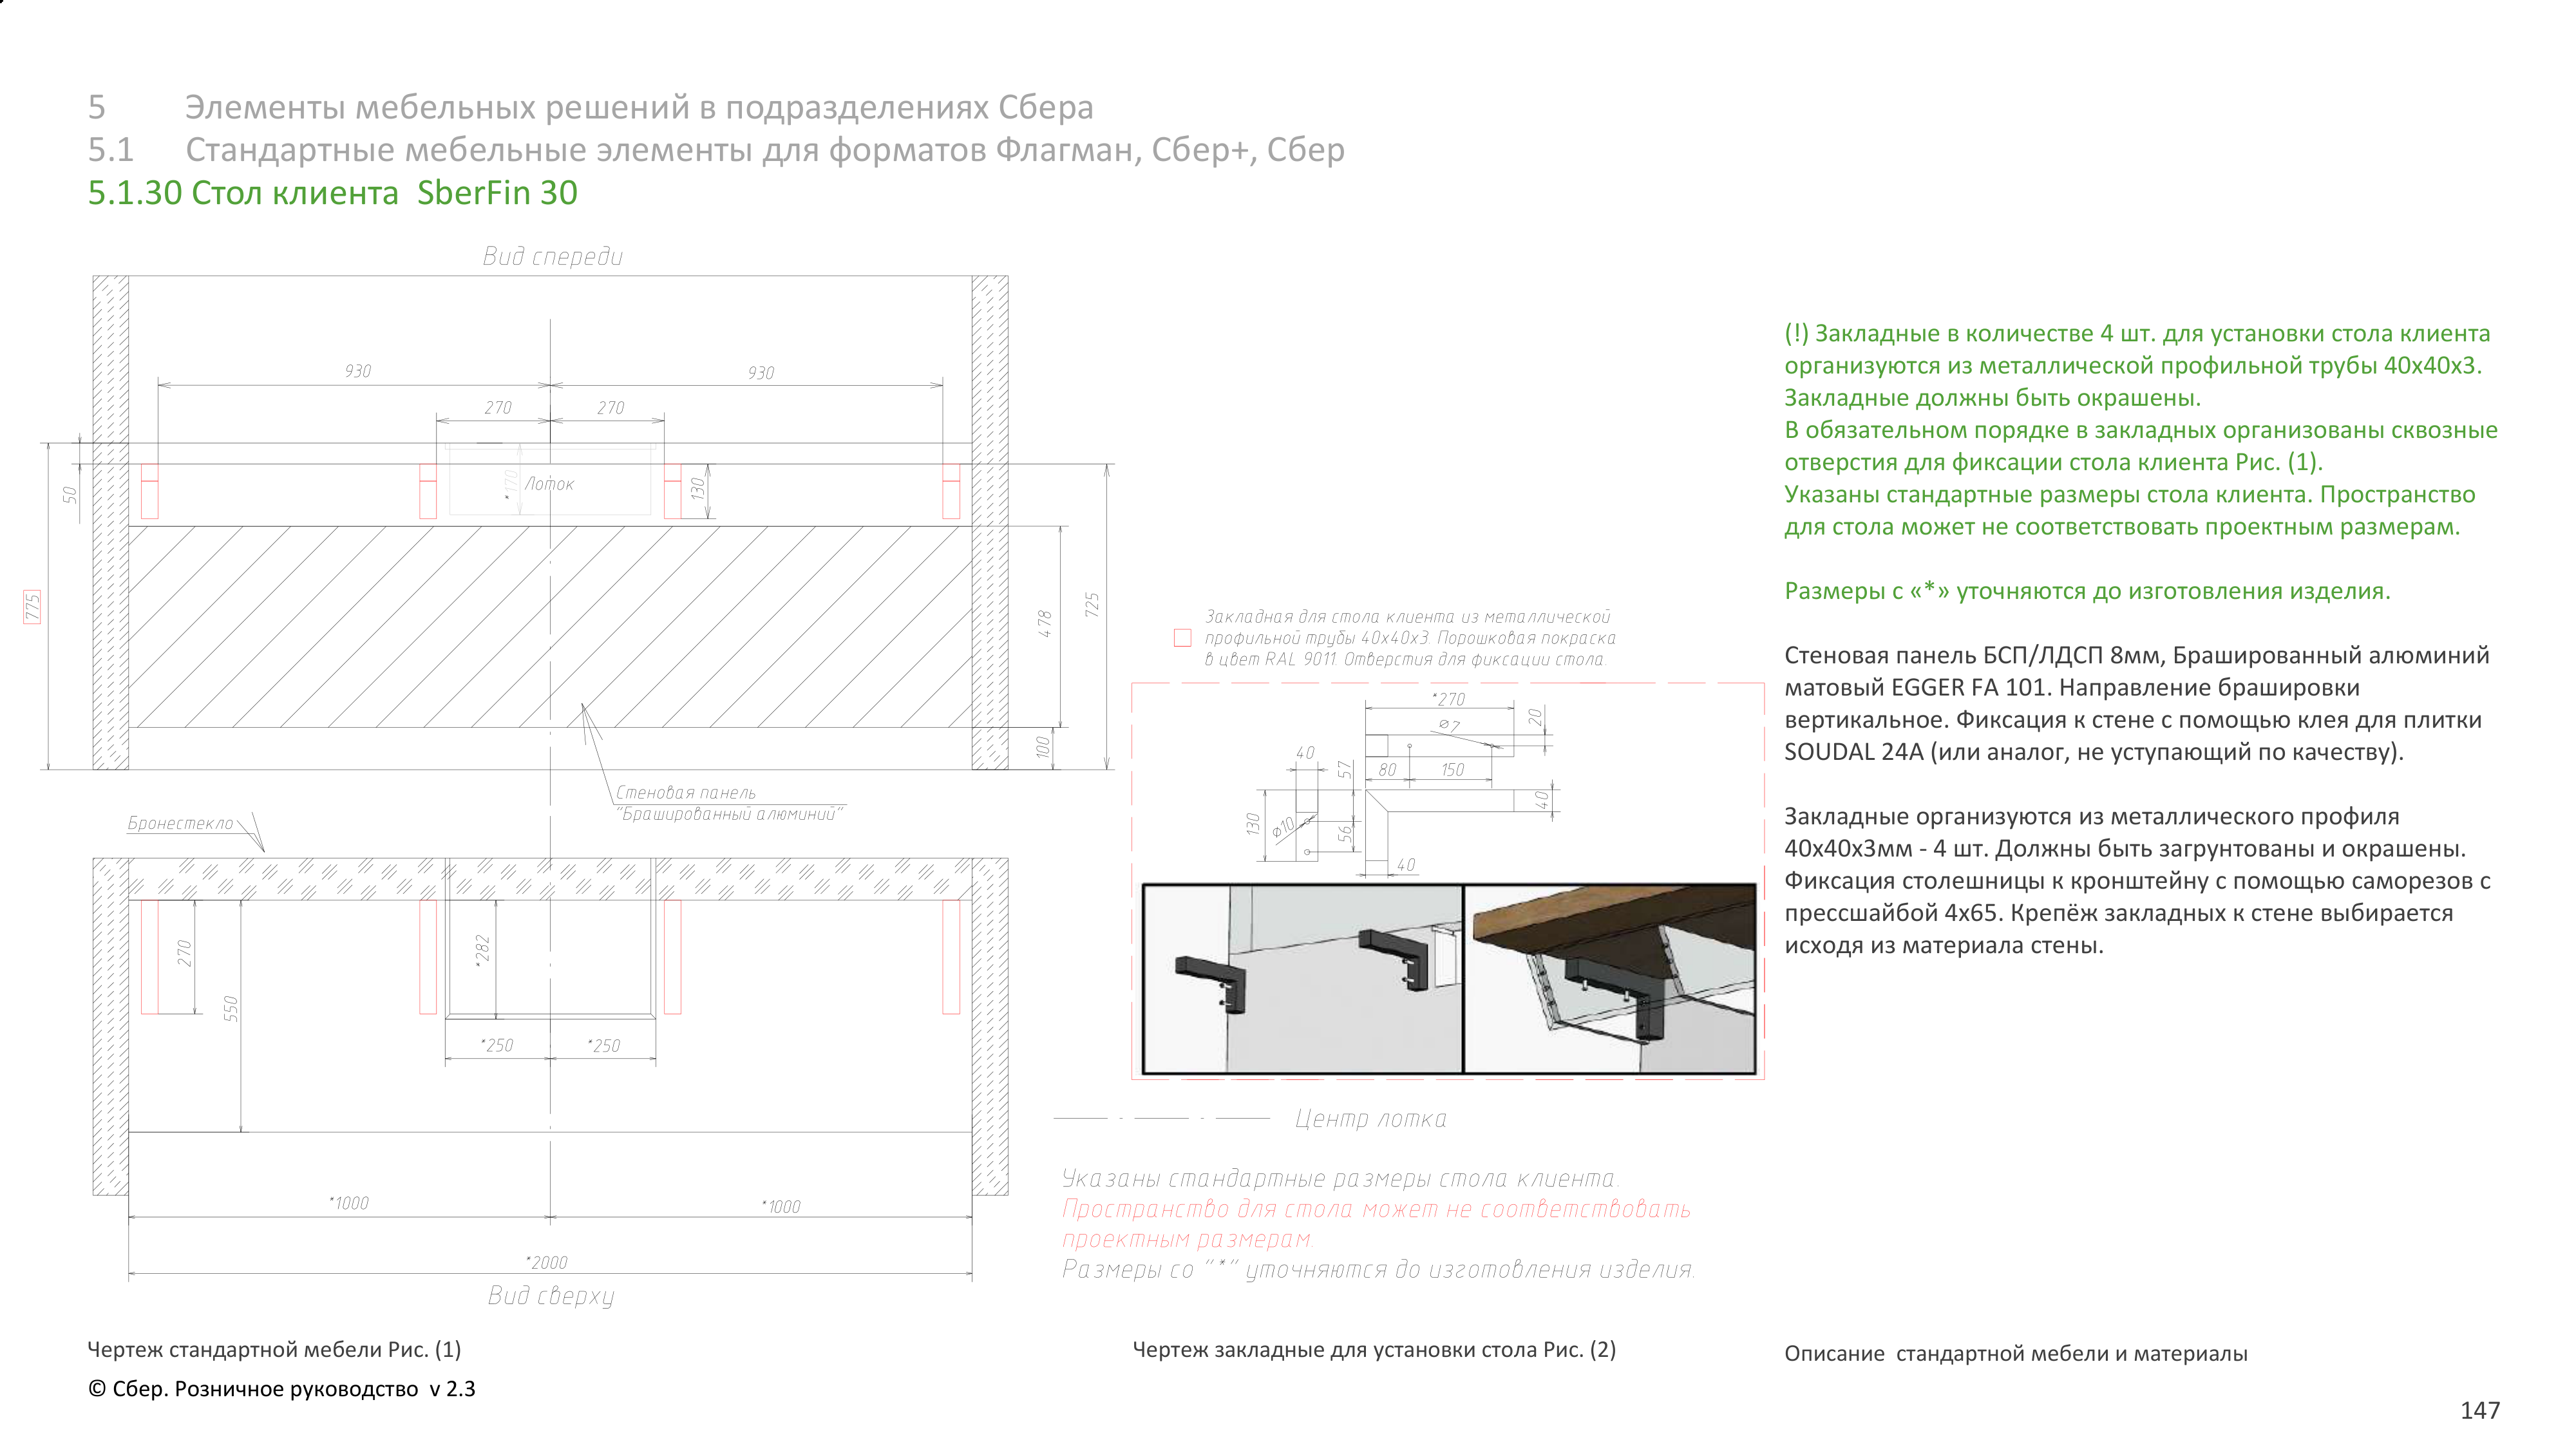 5 Элементы мебельных решений в подразделениях Сбера
5.1 Стандартные мебельные элементы для форматов Флагман, Сбер+, Сбер
5.1.30 Стол клиента SberFin 30
Вид спереди
930
930
270
270
50
*170
Лоток
130
775
478
725
100
Стеновая панель
"Брашированный алюминий"
Бронестекло
270
550
*282
*250
*250
*1000
*1000
*2000
Вид сверху
Закладная для стола клиента из металлической
профильной трубы 40х40х3. Порошковая покраска
в цвет RAL 9011. Отверстия для фиксации стола.
*270
⌀7
20
40
57
80
150
130
⌀10
56
40
40
Центр лотка
Указаны стандартные размеры стола клиента.
Пространство для стола может не соответствовать
проектным размерам.
Размеры со "*" уточняются до изготовления изделия.
(!) Закладные в количестве 4 шт. для установки стола клиента
организуются из металлической профильной трубы 40х40х3.
Закладные должны быть окрашены.
В обязательном порядке в закладных организованы сквозные
отверстия для фиксации стола клиента Рис. (1).
Указаны стандартные размеры стола клиента. Пространство
для стола может не соответствовать проектным размерам.
Размеры с «*» уточняются до изготовления изделия.
Стеновая панель БСП/ЛДСП 8мм, Брашированный алюминий
матовый EGGER FA 101. Направление брашировки
вертикальное. Фиксация к стене с помощью клея для плитки
SOUDAL 24A (или аналог, не уступающий по качеству).
Закладные организуются из металлического профиля
40х40х3мм - 4 шт. Должны быть загрунтованы и окрашены.
Фиксация столешницы к кронштейну с помощью саморезов с
прессшайбой 4х65. Крепёж закладных к стене выбирается
исходя из материала стены.
Чертеж стандартной мебели Рис. (1)
Чертеж закладные для установки стола Рис. (2)
Описание стандартной мебели и материалы
© Сбер. Розничное руководство v 2.3
147